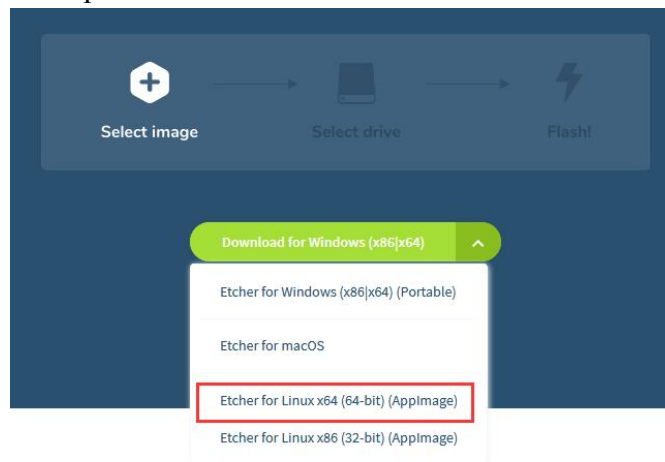 Select image
Select drive
Flash!
Download for Windows (x86|x64)
Etcher for Windows (x86|x64) (Portable)
Etcher for macOS
Etcher for Linux x64 (64-bit) (AppImage)
Etcher for Linux x86 (32-bit) (AppImage)